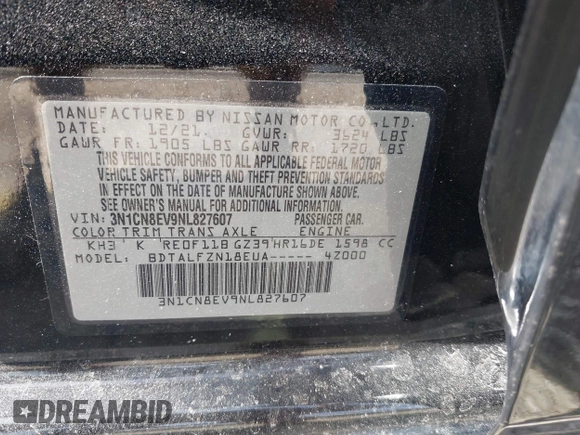 MANUFACTURED BY NISSAN MOTOR CO.,LTD.
DATE: 12/21. GVWR: 3624 LBS
GAWR FR: 1905 LBS GAWR RR: 1720 LBS
THIS VEHICLE CONFORMS TO ALL APPLICABLE FEDERAL MOTOR
VEHICLE SAFETY, BUMPER AND THEFT PREVENTION STANDARDS
IN EFFECT ON THE DATE OF MANUFACTURE SHOWN ABOVE.
SEE OWNER'S MANUAL FOR ADDITIONAL INFORMATION.
VIN: 3N1CN8EV9NL827607 PASSENGER CAR.
COLOR TRIM TRANS AXLE ENGINE
KH3 K RE0F11B GZ39 HR16DE 1598 CC
MODEL: BDTALFZN18EUA----- 4Z000
3N1CN8EV9NL827607
DREAMBID